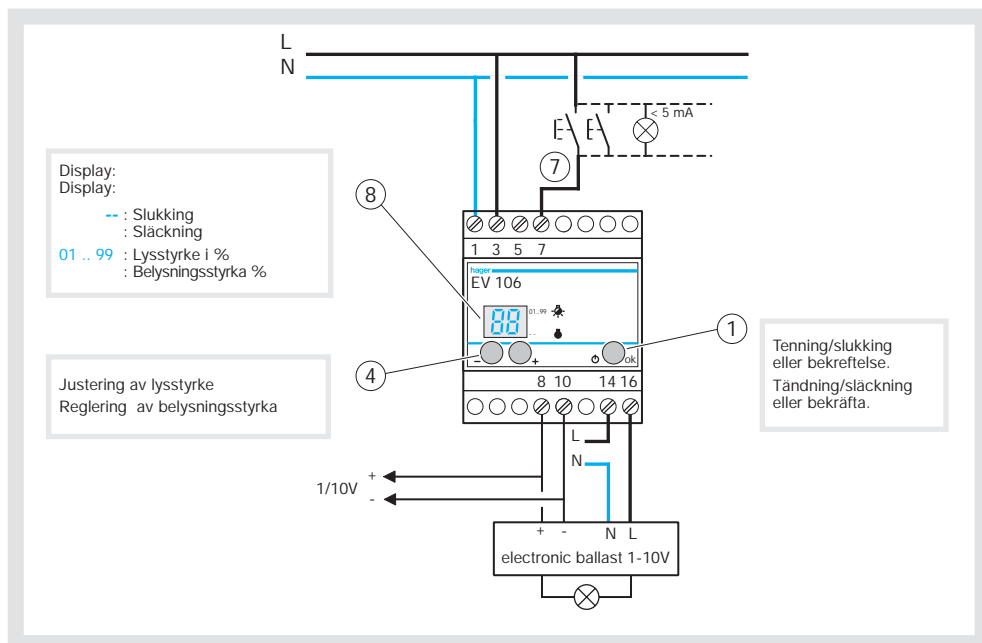 L
N
< 5 mA
7
Display:
Display:
-- : Slukking
: Släckning
01 .. 99 : Lysstyrke i %
: Belysningsstyrka %
8
1 3 5 7
hager
EV 106
88
01..99
--
- + ok
1
4
Tenning/slukking
eller bekreftelse.
Tändning/släckning
eller bekräfta.
Justering av lysstyrke
Reglering av belysningsstyrka
8 10 14 16
L
N
+
1/10V
-
+ - N L
electronic ballast 1-10V